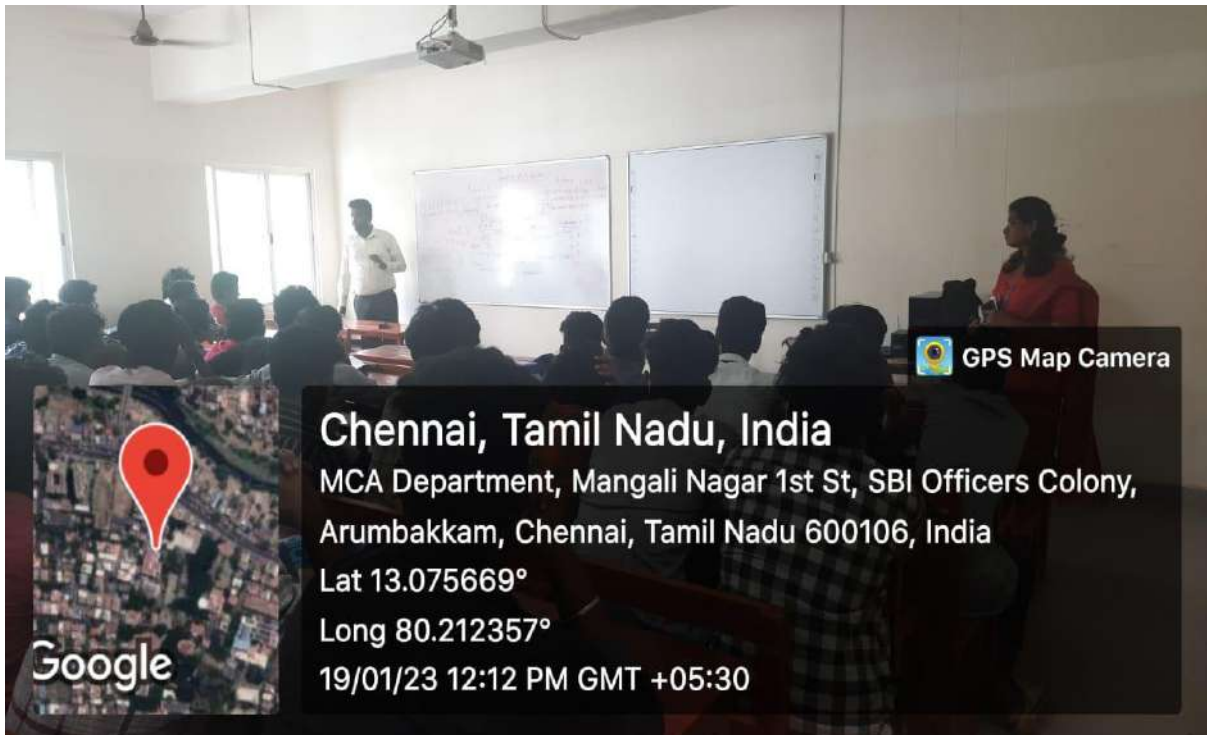 GPS Map Camera
Chennai, Tamil Nadu, India
MCA Department, Mangali Nagar 1st St, SBI Officers Colony,
Arumbakkam, Chennai, Tamil Nadu 600106, India
Lat 13.075669°
Long 80.212357°
19/01/23 12:12 PM GMT +05:30
Google